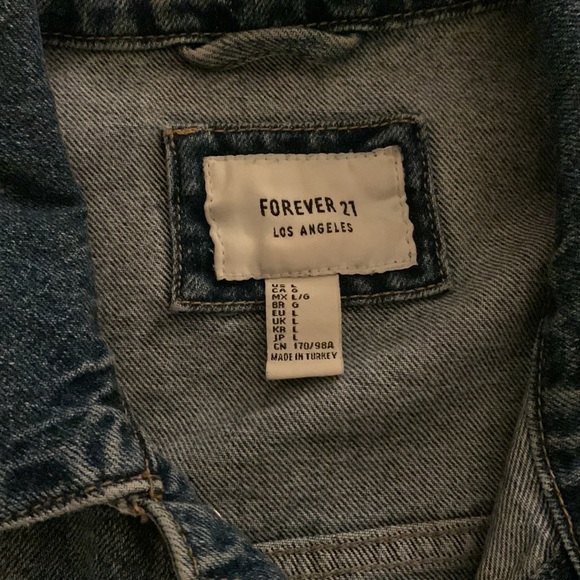 FOREVER 21
LOS ANGELES
US L
CA G
MX L/G
BR G
EU L
UK L
KR L
JP L
CN 170/98A
MADE IN TURKEY